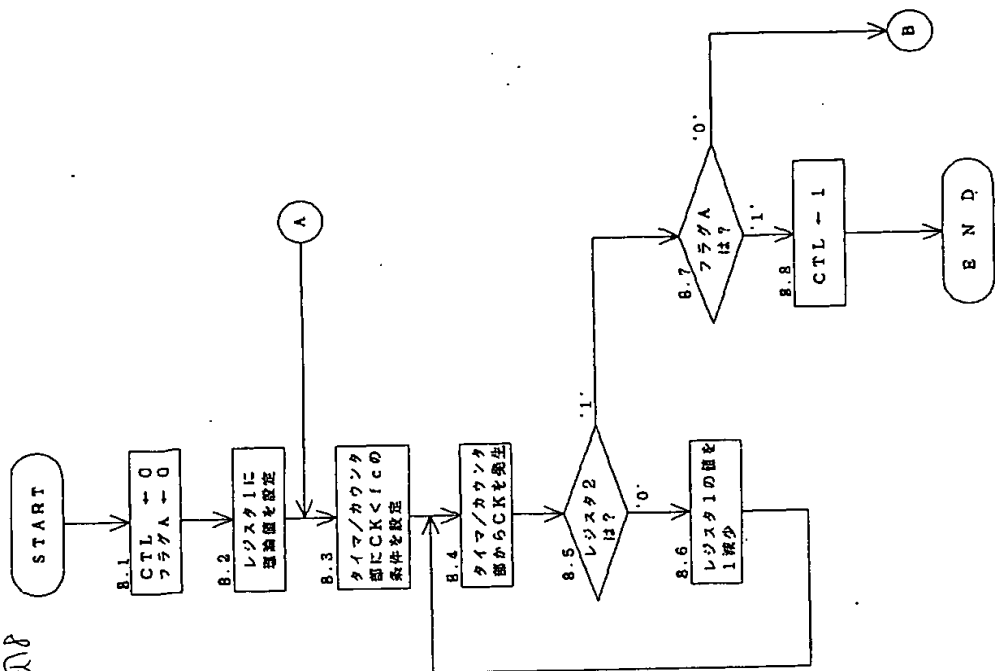 図8
START
8.1
CTL ← 0
フラグA ← 0
8.2
レジスタ1に
理論値を設定
A
8.3
タイマ/カウンタ
部にCK<fcの
条件を設定
8.4
タイマ/カウンタ
部からCKを発生
8.5
レジスタ2
は?
'1'
'0'
8.6
レジスタ1の値を
1減少
8.7
フラグA
は?
'0'
'1'
8.8
CTL ← 1
END
B